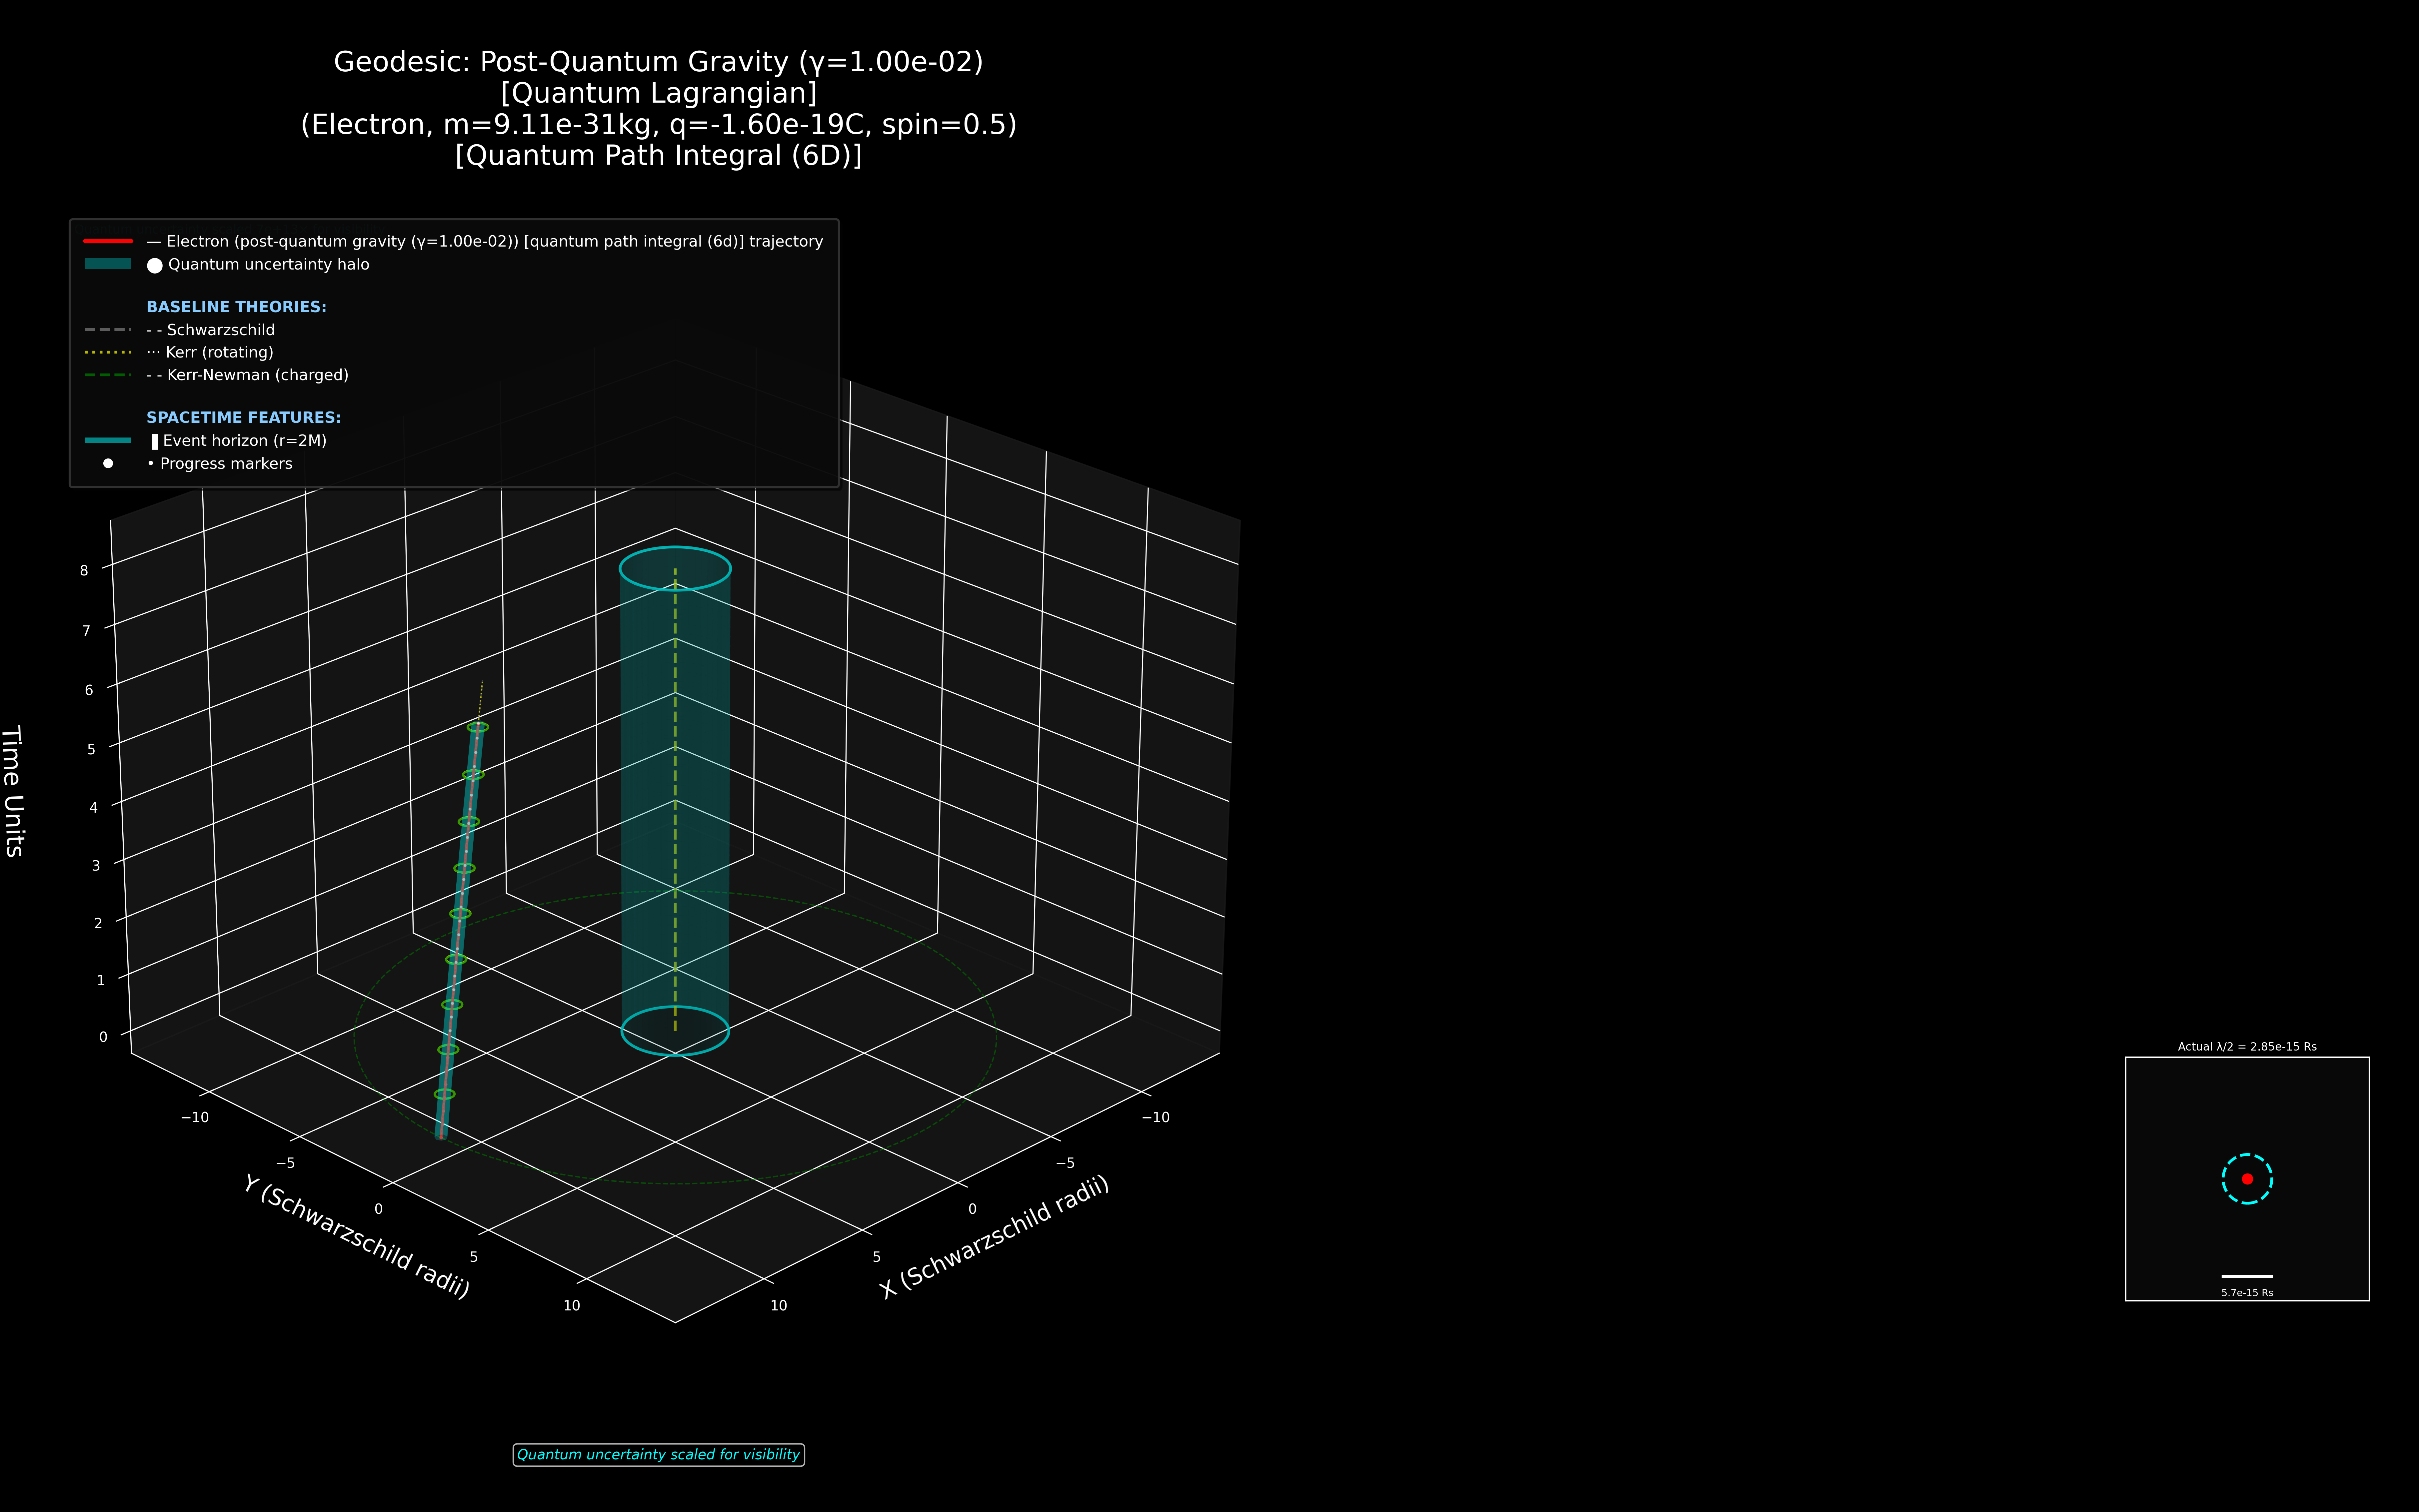 Geodesic: Post-Quantum Gravity (γ=1.00e-02)
[Quantum Lagrangian]
(Electron, m=9.11e-31kg, q=-1.60e-19C, spin=0.5)
[Quantum Path Integral (6D)]
— Electron (post-quantum gravity (γ=1.00e-02)) [quantum path integral (6d)] trajectory
● Quantum uncertainty halo
BASELINE THEORIES:
- - Schwarzschild
··· Kerr (rotating)
- - Kerr-Newman (charged)
SPACETIME FEATURES:
▐ Event horizon (r=2M)
• Progress markers
8
7
6
5
4
3
2
1
0
Time Units
−10
−5
0
5
10
Y (Schwarzschild radii)
−10
−5
0
5
10
X (Schwarzschild radii)
Actual λ/2 = 2.85e-15 Rs
5.7e-15 Rs
Quantum uncertainty scaled for visibility